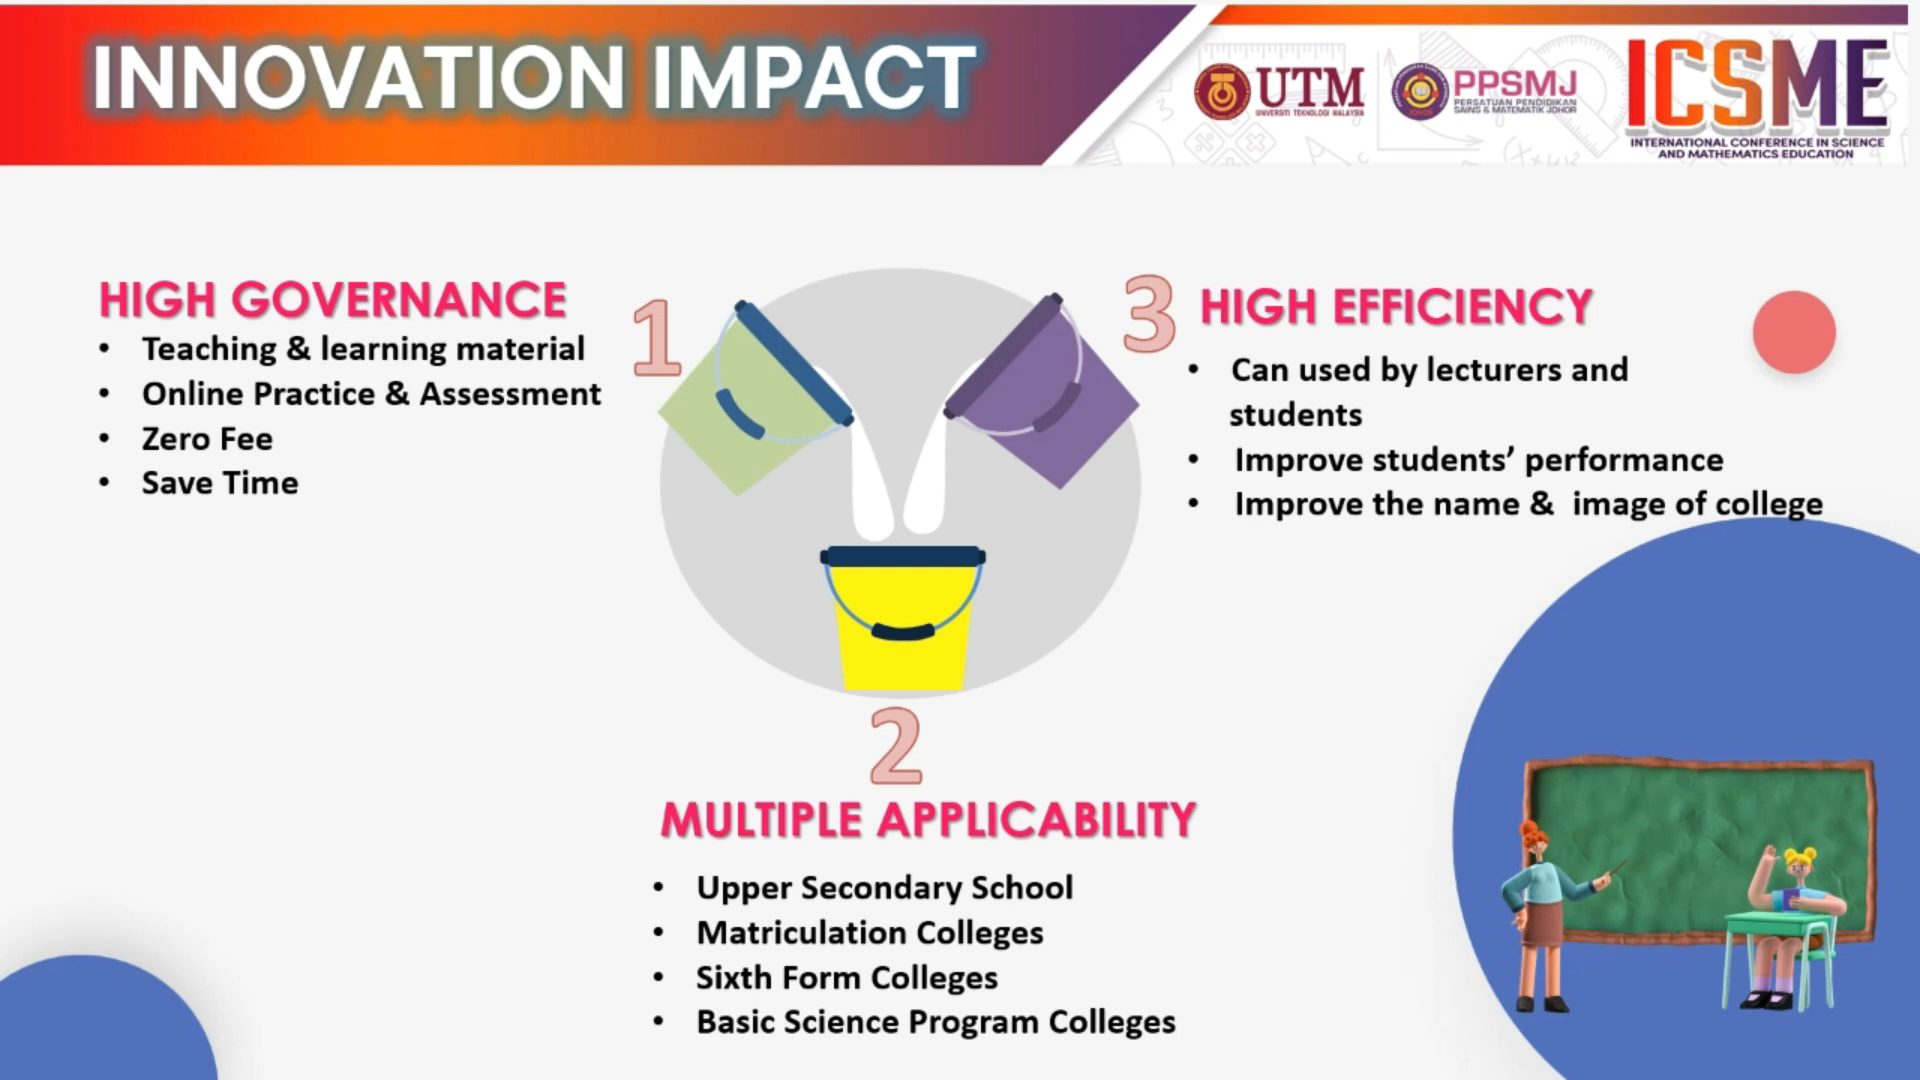 INNOVATION IMPACT
UTM
UNIVERSITI TEKNOLOGI MALAYSIA
PPSMJ
PERSATUAN PENDIDIKAN
SAINS & MATEMATIK JOHOR
ICSME
INTERNATIONAL CONFERENCE IN SCIENCE
AND MATHEMATICS EDUCATION
1
HIGH GOVERNANCE
• Teaching & learning material
• Online Practice & Assessment
• Zero Fee
• Save Time
3
HIGH EFFICIENCY
• Can used by lecturers and
students
• Improve students’ performance
• Improve the name & image of college
2
MULTIPLE APPLICABILITY
• Upper Secondary School
• Matriculation Colleges
• Sixth Form Colleges
• Basic Science Program Colleges